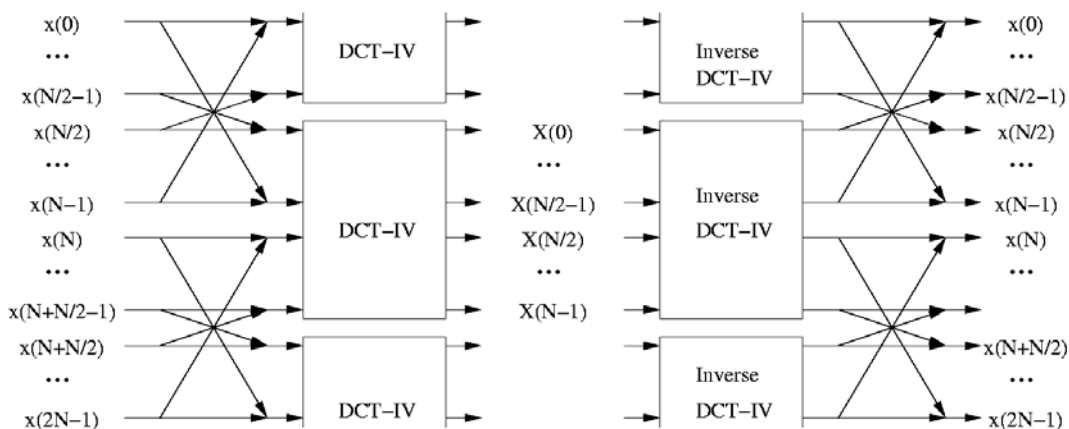 x(0)
...
x(N/2−1)
x(N/2)
...
x(N−1)
x(N)
...
x(N+N/2−1)
x(N+N/2)
...
x(2N−1)
DCT−IV
DCT−IV
DCT−IV
X(0)
...
X(N/2−1)
X(N/2)
...
X(N−1)
Inverse
DCT−IV
Inverse
DCT−IV
Inverse
DCT−IV
x(0)
...
x(N/2−1)
x(N/2)
...
x(N−1)
x(N)
...
x(N+N/2)
...
x(2N−1)